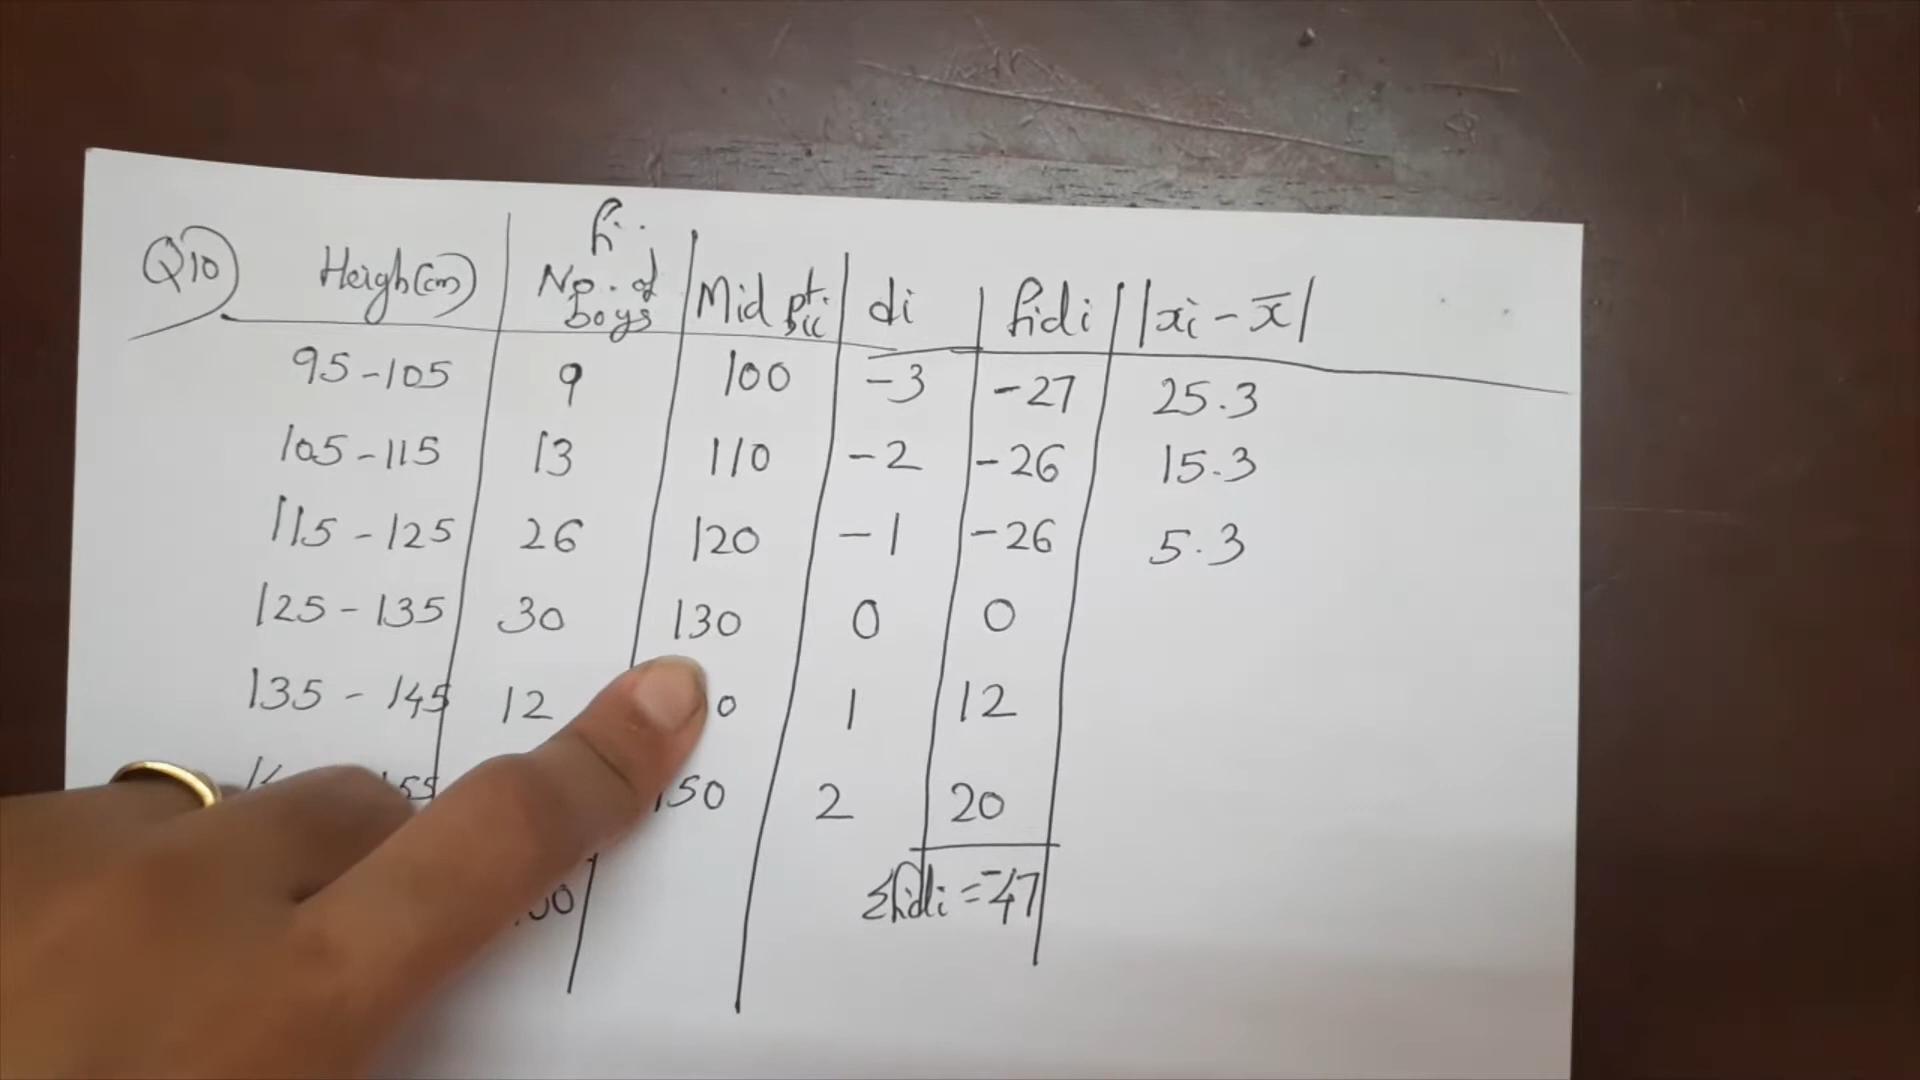 Q10 Heigh(cm) fi No. of boys Mid pt. di fidi |xi - x̄|
95-105 9 100 -3 -27 25.3
105-115 13 110 -2 -26 15.3
115-125 26 120 -1 -26 5.3
125-135 30 130 0 0
135-145 12 0 1 12
150 2 20
Σfidi = -47